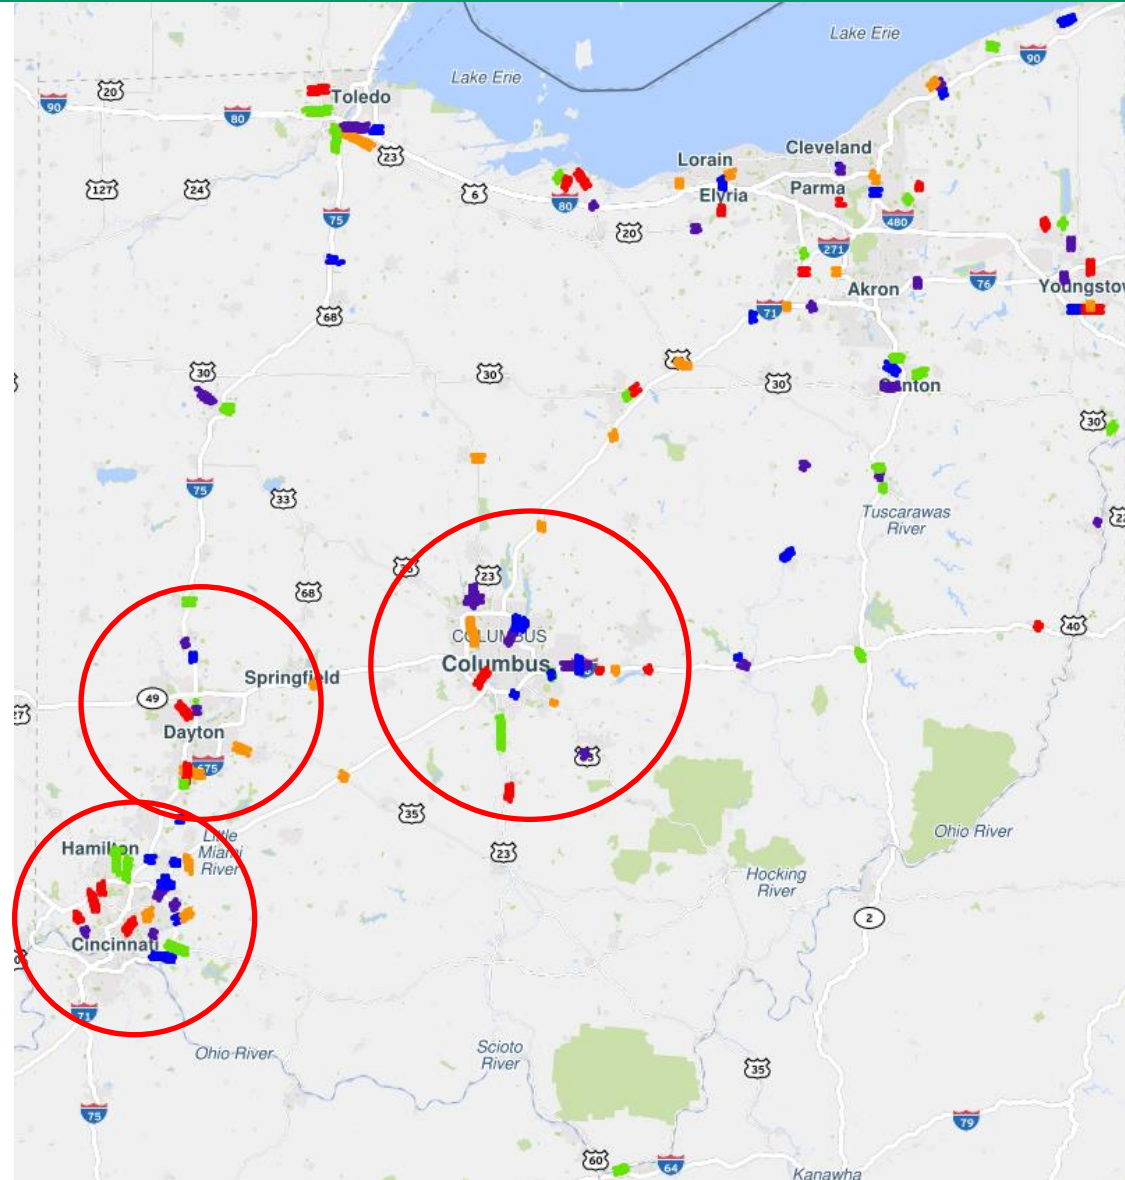 Lake Erie
Lake Erie
90
20
90
80
Toledo
23
Cleveland
Lorain
Parma
Elyria
127
24
6
80
75
20
480
271
76
Akron
Youngstow
71
68
30
30
30
30
75
33
Tuscarawas
River
23
68
COLUMBUS
Columbus
40
Springfield
49
Dayton
675
35
Little
Miami
River
Hamilton
23
Ohio River
Hocking
River
2
Cincinnati
71
Ohio River
Scioto
River
35
75
79
60
64
Kanawha